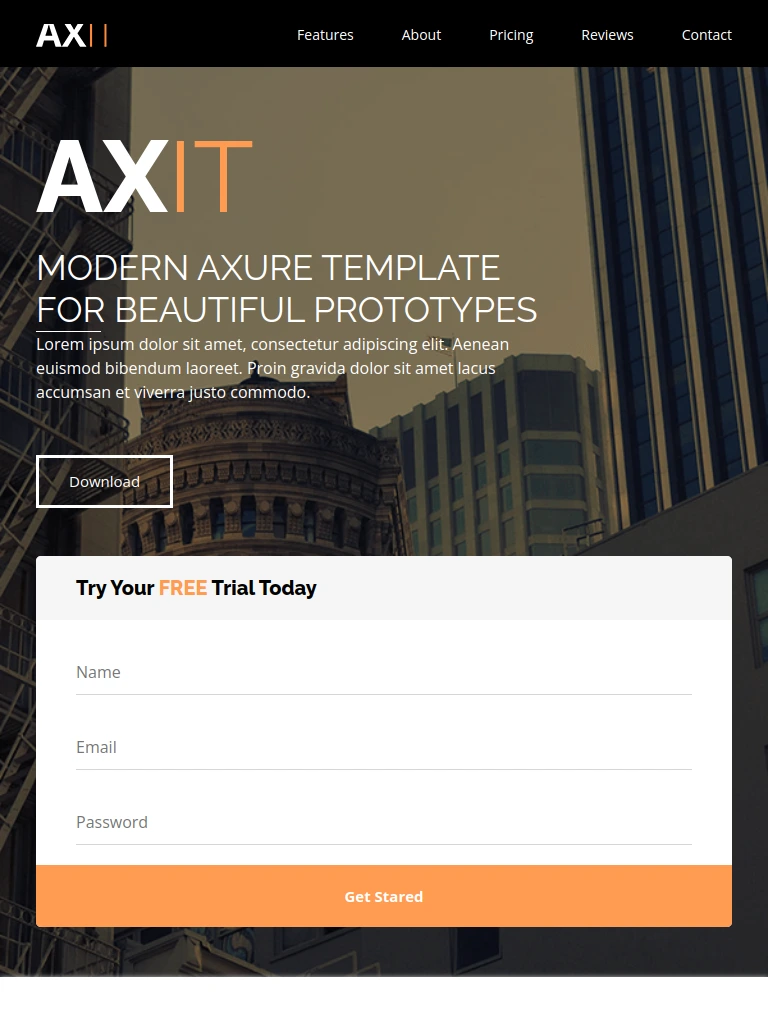 AXII
Features About Pricing Reviews Contact
AXIT
MODERN AXURE TEMPLATE
FOR BEAUTIFUL PROTOTYPES
Lorem ipsum dolor sit amet, consectetur adipiscing elit. Aenean
euismod bibendum laoreet. Proin gravida dolor sit amet lacus
accumsan et viverra justo commodo.
Download
Try Your FREE Trial Today
Name
Email
Password
Get Stared